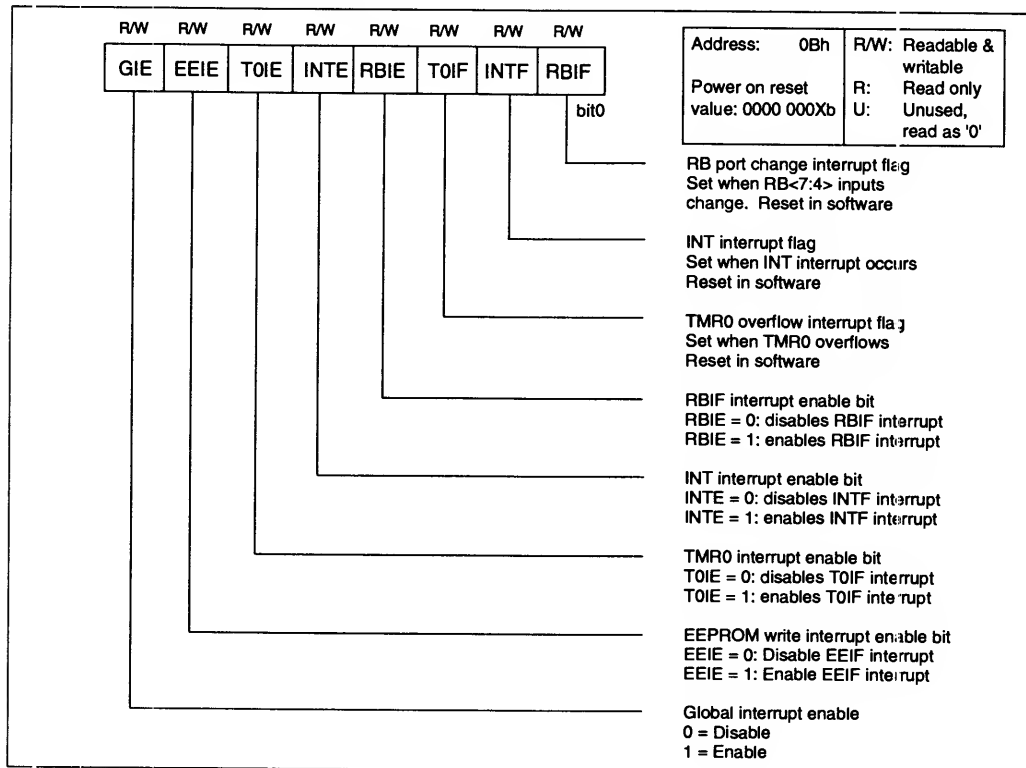 R/W R/W R/W R/W R/W R/W R/W R/W
GIE EEIE T0IE INTE RBIE T0IF INTF RBIF
bit0
Address: 0Bh
Power on reset
value: 0000 000Xb
R/W: Readable &
writable
R: Read only
U: Unused,
read as '0'
RB port change interrupt flag
Set when RB<7:4> inputs
change. Reset in software
INT interrupt flag
Set when INT interrupt occurs
Reset in software
TMR0 overflow interrupt flag
Set when TMR0 overflows
Reset in software
RBIF interrupt enable bit
RBIE = 0: disables RBIF interrupt
RBIE = 1: enables RBIF interrupt
INT interrupt enable bit
INTE = 0: disables INTF interrupt
INTE = 1: enables INTF interrupt
TMR0 interrupt enable bit
T0IE = 0: disables T0IF interrupt
T0IE = 1: enables T0IF interrupt
EEPROM write interrupt enable bit
EEIE = 0: Disable EEIF interrupt
EEIE = 1: Enable EEIF interrupt
Global interrupt enable
0 = Disable
1 = Enable